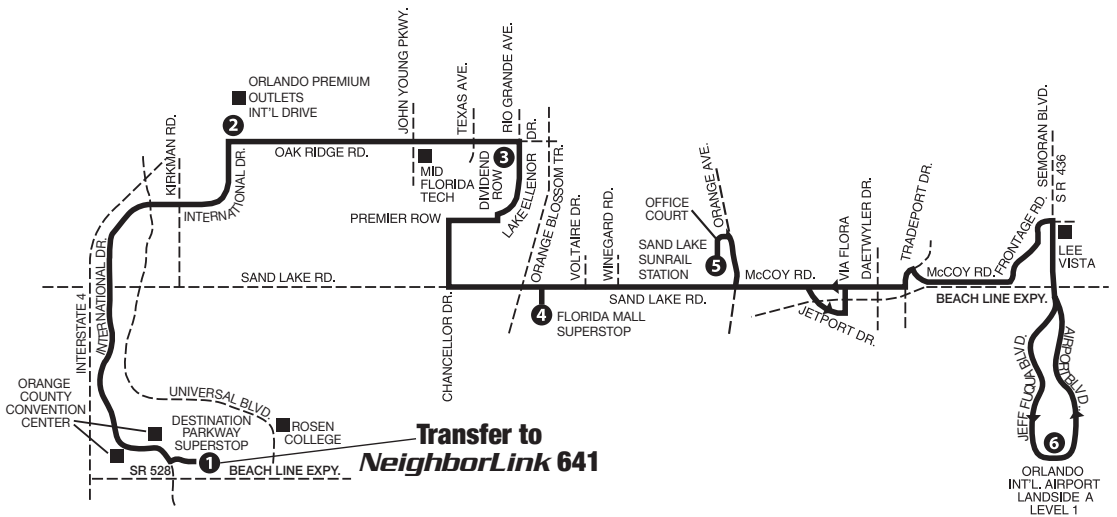 ORLANDO PREMIUM
OUTLETS
INT'L DRIVE
2
KIRKMAN RD.
INTERNATIONAL DR.
OAK RIDGE RD.
JOHN YOUNG PKWY.
TEXAS AVE.
RIO GRANDE AVE.
MID
FLORIDA
TECH
DIVIDEND
ROW
3
LAKE ELLENOR DR.
PREMIER ROW
ORANGE BLOSSOM TR.
VOLTAIRE DR.
WINEGARD RD.
OFFICE
COURT
ORANGE AVE.
SAND LAKE
SUNRAIL
STATION
5
McCOY RD.
VIA FLORA
DAETWYLER DR.
TRADEPORT DR.
McCOY RD.
FRONTAGE RD.
SEMORAN BLVD.
SR 436
LEE
VISTA
INTERSTATE 4
INTERNATIONAL DR.
SAND LAKE RD.
CHANCELLOR DR.
SAND LAKE RD.
4
FLORIDA MALL
SUPERSTOP
JETPORT DR.
BEACH LINE EXPY.
JEFF FUQUA BLVD.
AIRPORT BLVD.
6
ORLANDO
INT'L. AIRPORT
LANDSIDE A
LEVEL 1
ORANGE
COUNTY
CONVENTION
CENTER
UNIVERSAL BLVD.
DESTINATION
PARKWAY
SUPERSTOP
ROSEN
COLLEGE
1
Transfer to
NeighborLink 641
SR 528
BEACH LINE EXPY.